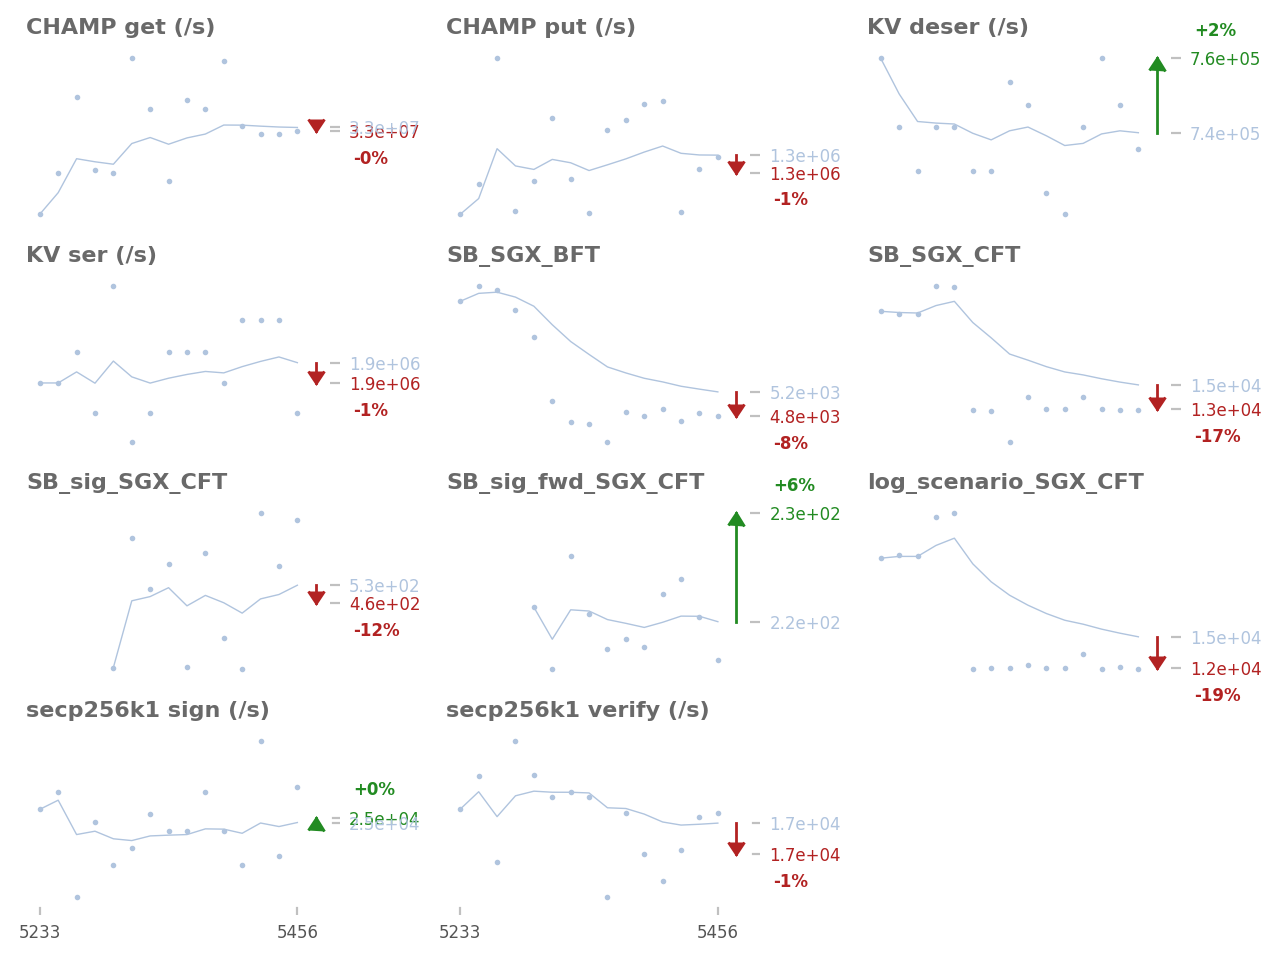 CHAMP get (/s)
3.3e+07
3.3e+07
-0%
CHAMP put (/s)
1.3e+06
1.3e+06
-1%
KV deser (/s)
+2%
7.6e+05
7.4e+05
KV ser (/s)
1.9e+06
1.9e+06
-1%
SB_SGX_BFT
5.2e+03
4.8e+03
-8%
SB_SGX_CFT
1.5e+04
1.3e+04
-17%
SB_sig_SGX_CFT
5.3e+02
4.6e+02
-12%
SB_sig_fwd_SGX_CFT
+6%
2.3e+02
2.2e+02
log_scenario_SGX_CFT
1.5e+04
1.2e+04
-19%
secp256k1 sign (/s)
+0%
2.5e+04
2.5e+04
5233
5456
secp256k1 verify (/s)
1.7e+04
1.7e+04
-1%
5233
5456